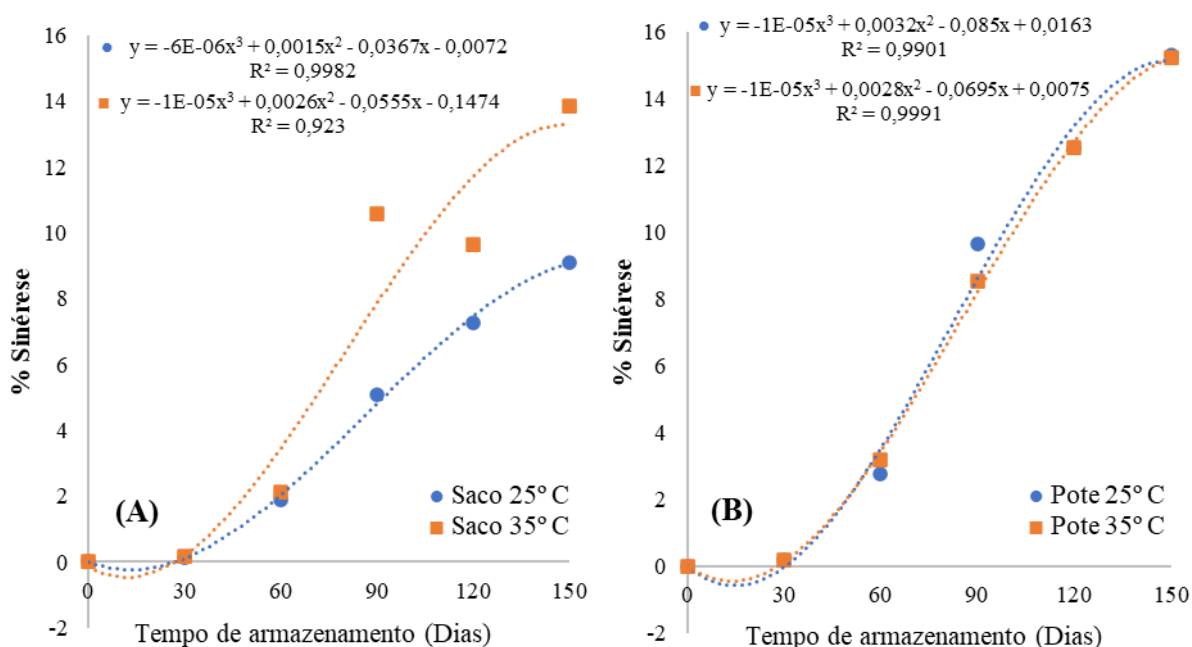 16
14
12
10
8
6
4
2
0
-2
% Sinérese
y = -6E-06x³ + 0,0015x² - 0,0367x - 0,0072
R² = 0,9982
y = -1E-05x³ + 0,0026x² - 0,0555x - 0,1474
R² = 0,923
(A)
Saco 25º C
Saco 35º C
0 30 60 90 120 150
Tempo de armazenamento (Dias)
16
14
12
10
8
6
4
2
0
-2
% Sinérese
y = -1E-05x³ + 0,0032x² - 0,085x + 0,0163
R² = 0,9901
y = -1E-05x³ + 0,0028x² - 0,0695x + 0,0075
R² = 0,9991
(B)
Pote 25º C
Pote 35º C
0 30 60 90 120 150
Tempo de armazenamento (Dias)